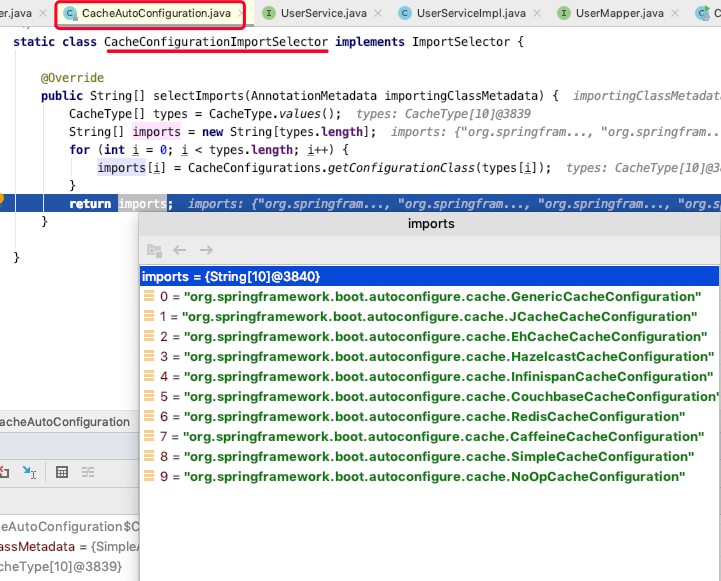 er.java CacheAutoConfiguration.java UserService.java UserServiceImpl.java UserMapper.java C
static class CacheConfigurationImportSelector implements ImportSelector {
@Override
public String[] selectImports(AnnotationMetadata importingClassMetadata) { importingClassMetadat
CacheType[] types = CacheType.values(); types: CacheType[10]@3839
String[] imports = new String[types.length]; imports: {"org.springfram..., "org.springfram..
for (int i = 0; i < types.length; i++) {
imports[i] = CacheConfigurations.getConfigurationClass(types[i]); types: CacheType[10]@3
}
return imports; imports: {"org.springfram..., "org.springfram..., "org.springfram..., "org.s
}
}
imports
imports = {String[10]@3840}
0 = "org.springframework.boot.autoconfigure.cache.GenericCacheConfiguration"
1 = "org.springframework.boot.autoconfigure.cache.JCacheCacheConfiguration"
2 = "org.springframework.boot.autoconfigure.cache.EhCacheCacheConfiguration"
3 = "org.springframework.boot.autoconfigure.cache.HazelcastCacheConfiguration"
4 = "org.springframework.boot.autoconfigure.cache.InfinispanCacheConfiguration"
5 = "org.springframework.boot.autoconfigure.cache.CouchbaseCacheConfiguration"
6 = "org.springframework.boot.autoconfigure.cache.RedisCacheConfiguration"
7 = "org.springframework.boot.autoconfigure.cache.CaffeineCacheConfiguration"
8 = "org.springframework.boot.autoconfigure.cache.SimpleCacheConfiguration"
9 = "org.springframework.boot.autoconfigure.cache.NoOpCacheConfiguration"
acheAutoConfiguration
eAutoConfiguration$C
assMetadata = {SimpleA
cheType[10]@3839}